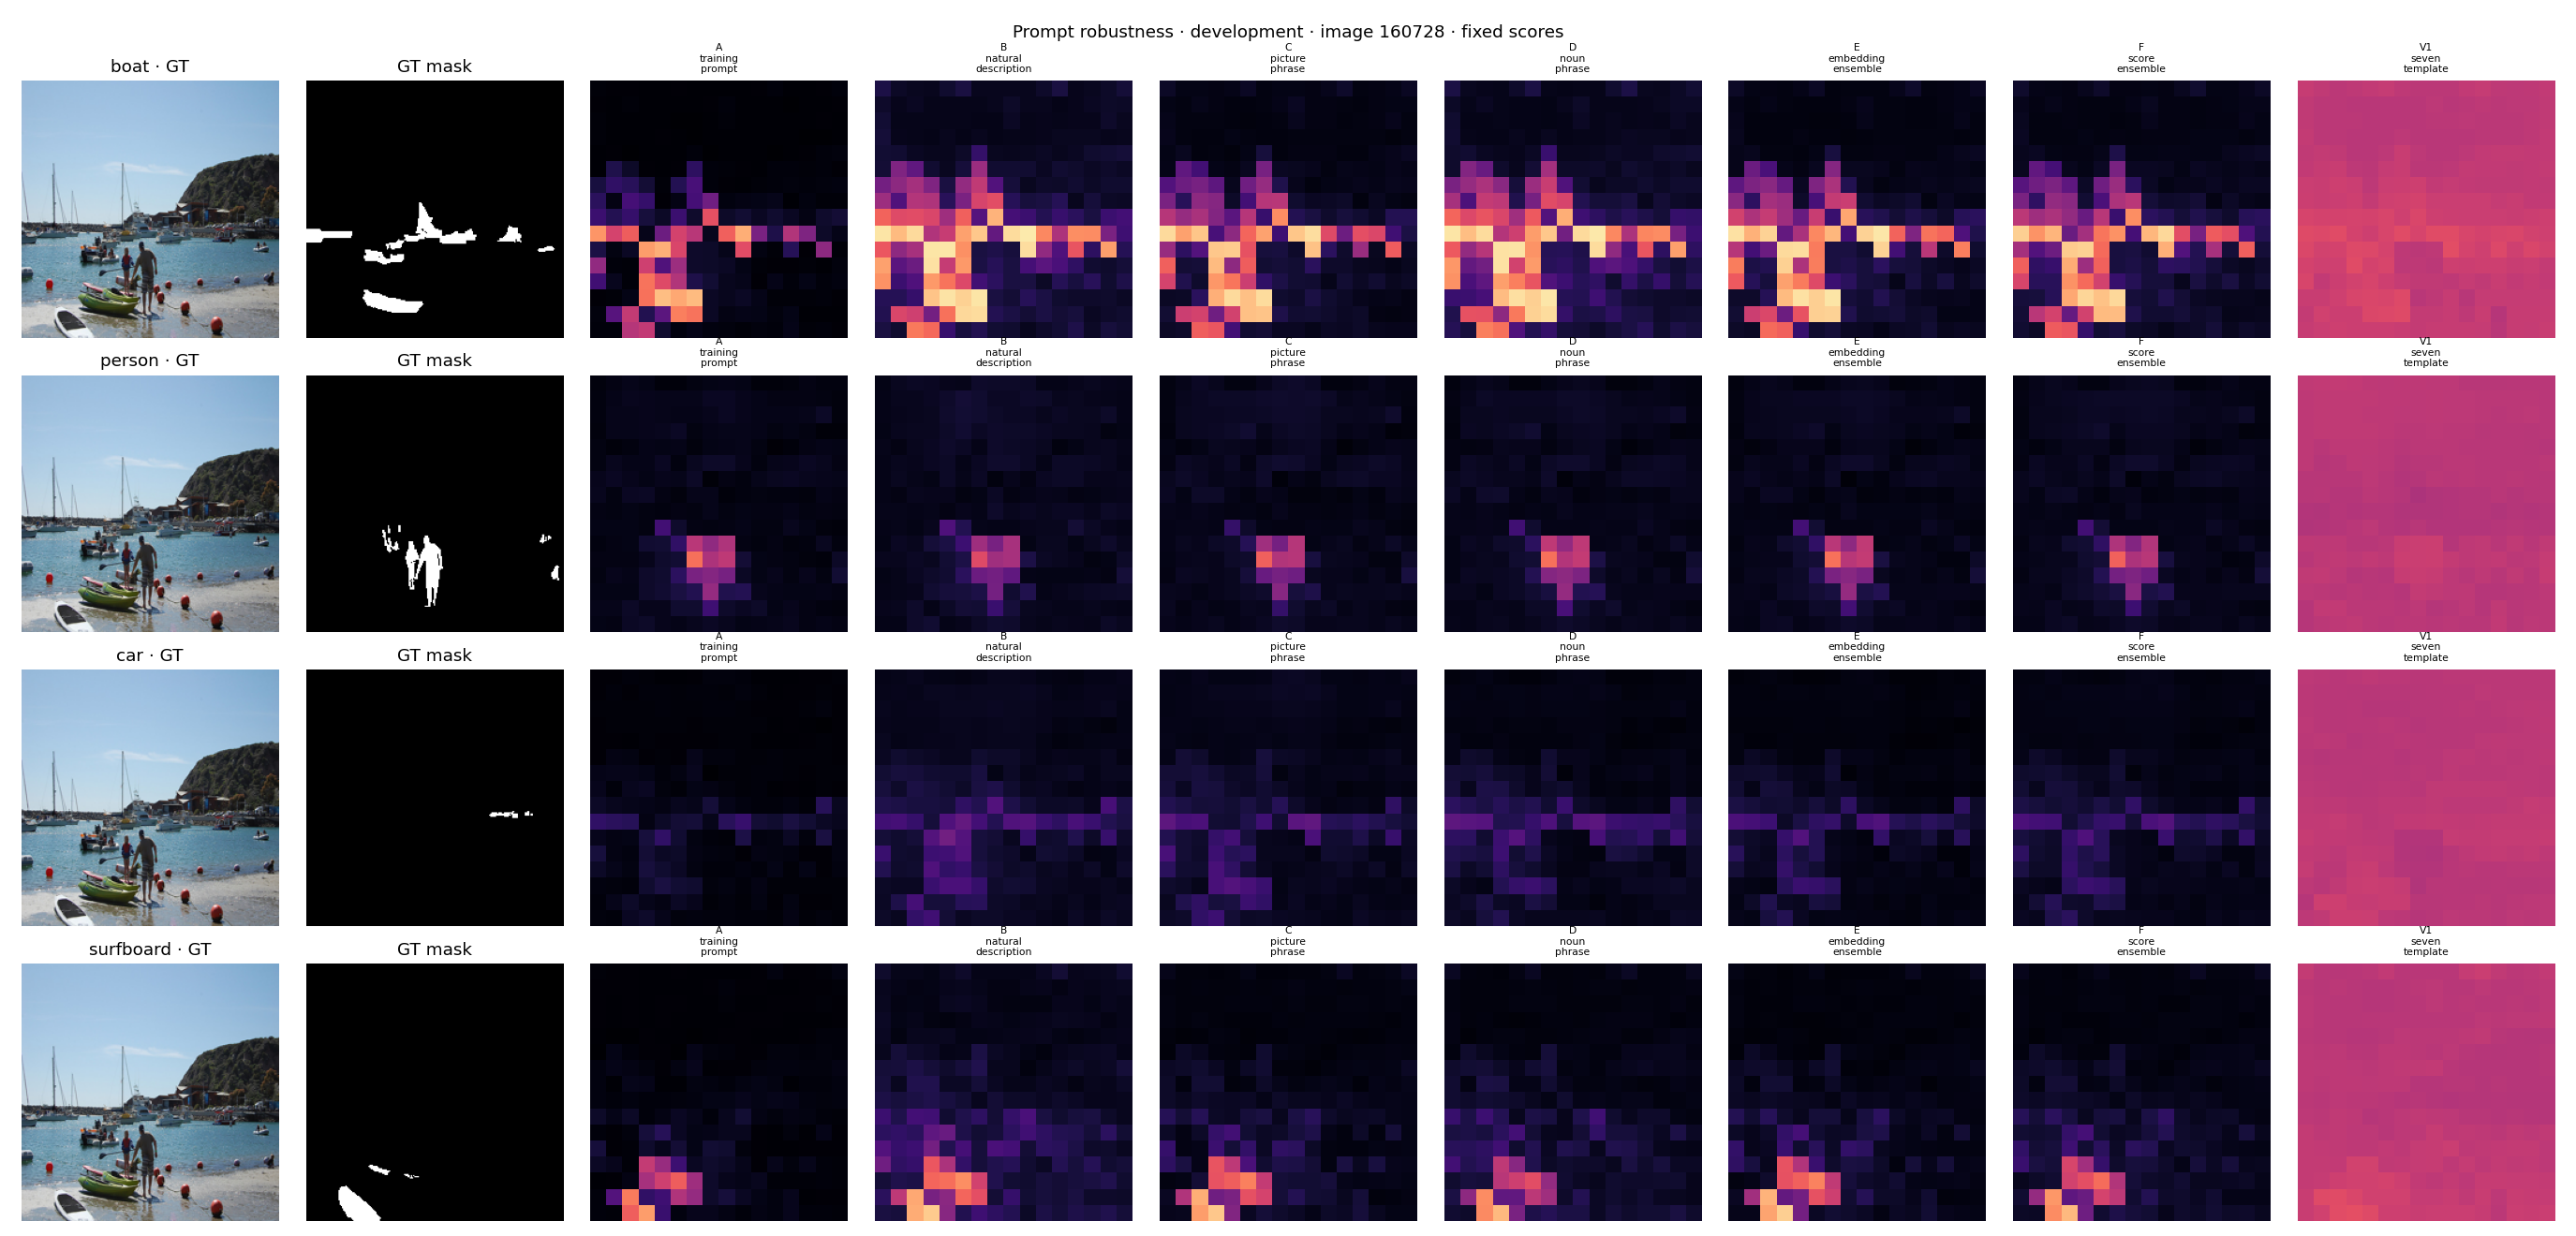 Prompt robustness · development · image 160728 · fixed scores
boat · GT
GT mask
A
training
prompt
B
natural
description
C
picture
phrase
D
noun
phrase
E
embedding
ensemble
F
score
ensemble
V1
seven
template
person · GT
GT mask
A
training
prompt
B
natural
description
C
picture
phrase
D
noun
phrase
E
embedding
ensemble
F
score
ensemble
V1
seven
template
car · GT
GT mask
A
training
prompt
B
natural
description
C
picture
phrase
D
noun
phrase
E
embedding
ensemble
F
score
ensemble
V1
seven
template
surfboard · GT
GT mask
A
training
prompt
B
natural
description
C
picture
phrase
D
noun
phrase
E
embedding
ensemble
F
score
ensemble
V1
seven
template